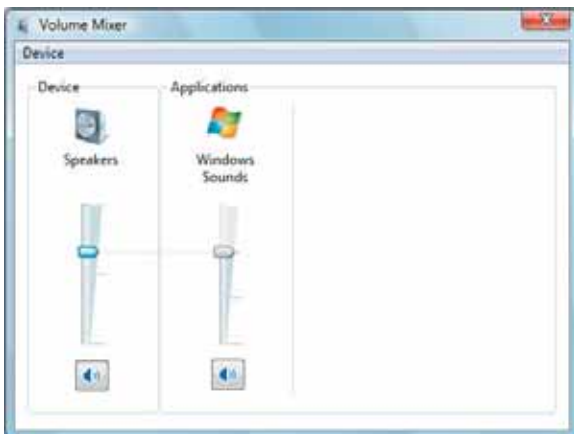 Volume Mixer
Device
Device
Applications
Speakers
Windows
Sounds